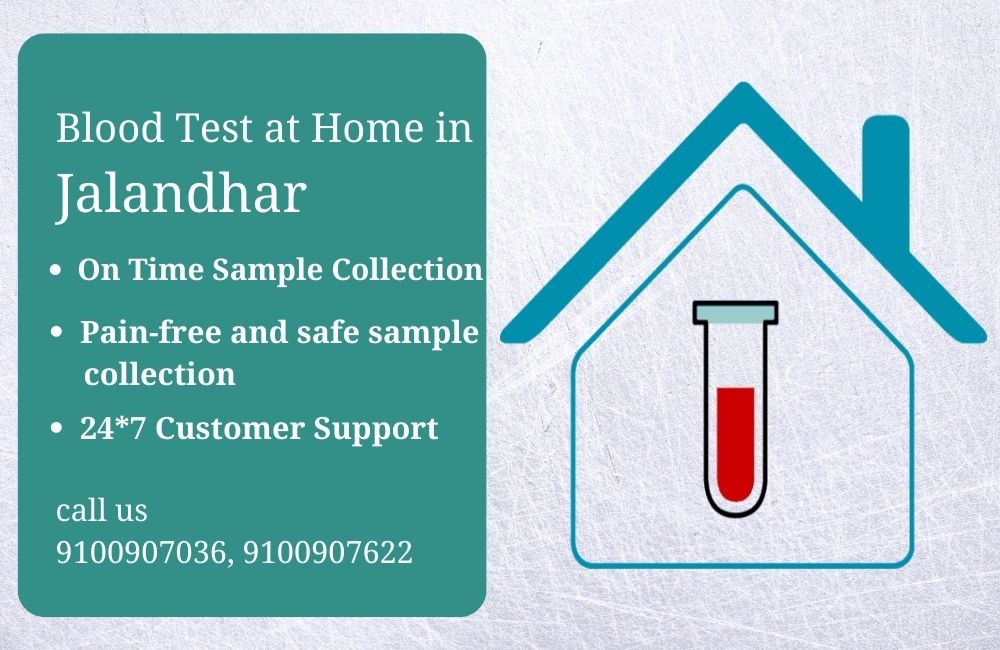 Blood Test at Home in
Jalandhar
• On Time Sample Collection
• Pain-free and safe sample
collection
• 24*7 Customer Support
call us
9100907036, 9100907622